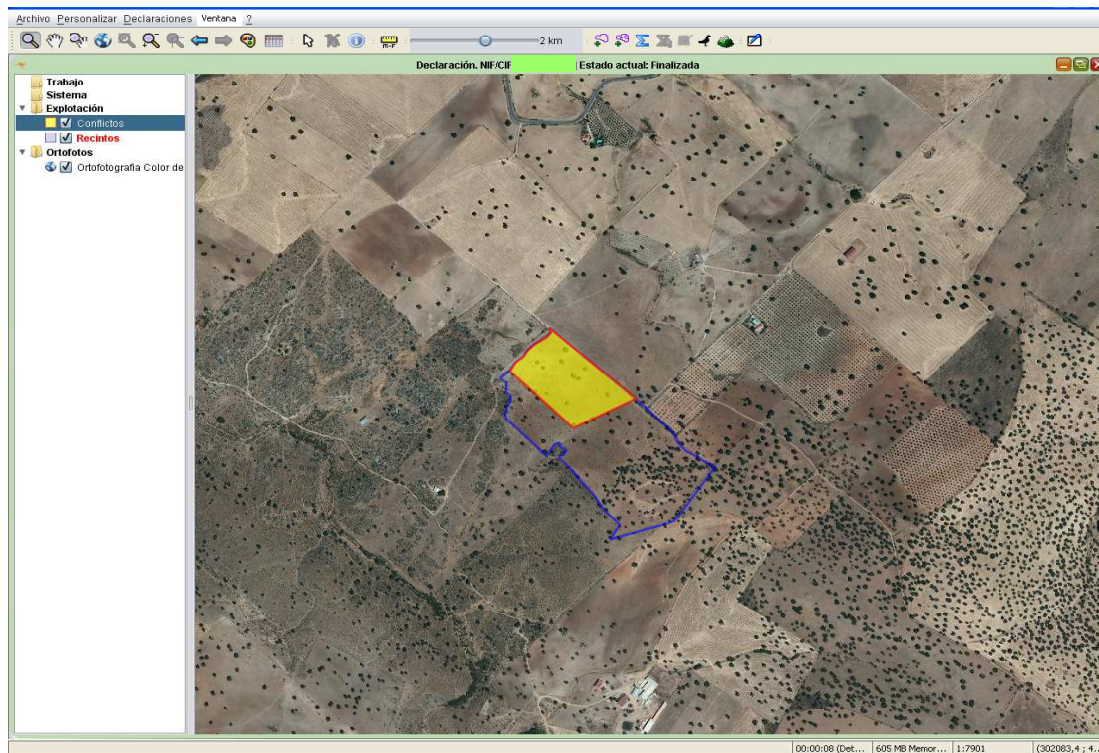 Archivo Personalizar Declaraciones Ventana ?
M-F 2 km
Declaración. NIF/CIF Estado actual: Finalizada
Trabajo
Sistema
Explotación
Conflictos
Recintos
Ortofotos
Ortofotografía Color de
00:00:08 (Det... 605 MB Memor... 1:7901 (302083,4 ; 4...